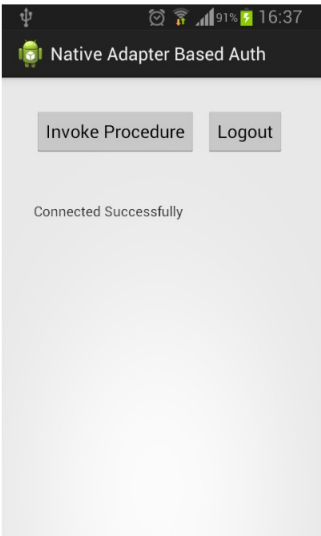 91% 16:37
Native Adapter Based Auth
Invoke Procedure Logout
Connected Successfully